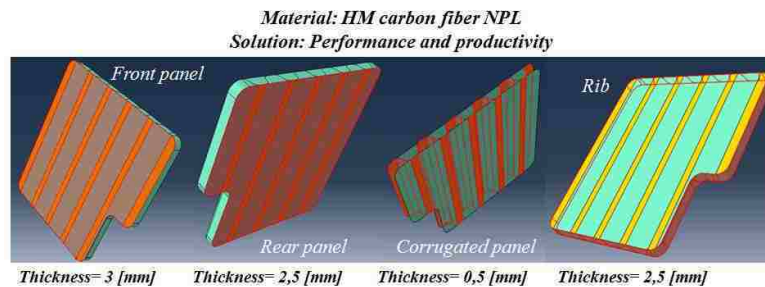 Material: HM carbon fiber NPL
Solution: Performance and productivity
Front panel
Rear panel
Corrugated panel
Rib
Thickness= 3 [mm]
Thickness= 2,5 [mm]
Thickness= 0,5 [mm]
Thickness= 2,5 [mm]